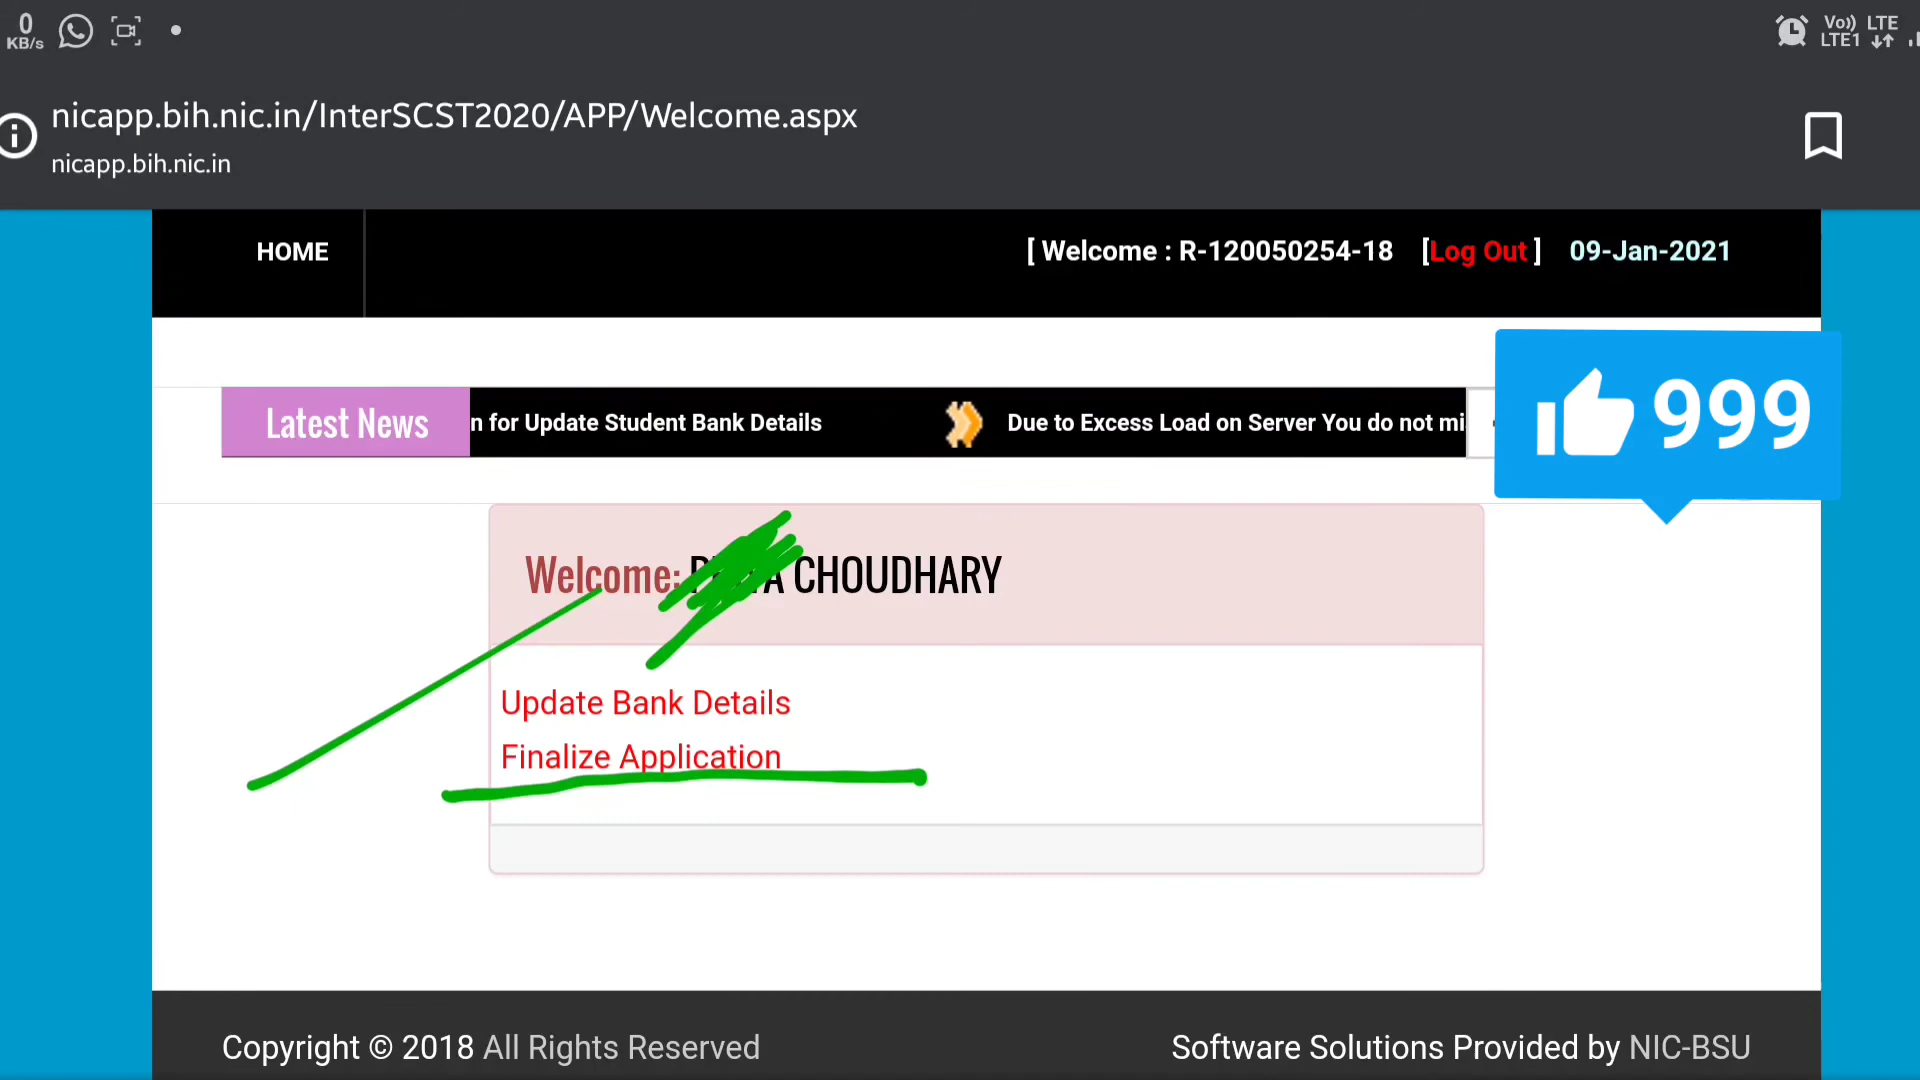 0
KB/s
Vo)) LTE
LTE1
nicapp.bih.nic.in/InterSCST2020/APP/Welcome.aspx
nicapp.bih.nic.in
HOME
[ Welcome : R-120050254-18 [Log Out ] 09-Jan-2021
Latest News n for Update Student Bank Details Due to Excess Load on Server You do not mi
999
Welcome: CHOUDHARY
Update Bank Details
Finalize Application
Copyright © 2018 All Rights Reserved
Software Solutions Provided by NIC-BSU